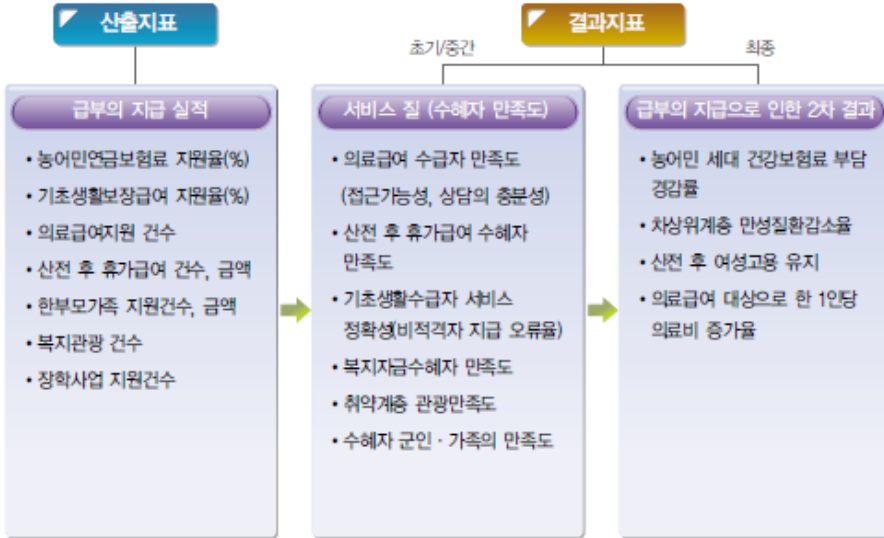 산출지표
결과지표
초기/중간
최종
급부의 지급 실적
• 농어민연금보험료 지원율(%)
• 기초생활보장급여 지원율(%)
• 의료급여지원 건수
• 산전 후 휴가급여 건수, 금액
• 한부모가족 지원건수, 금액
• 복지관광 건수
• 장학사업 지원건수
서비스 질 (수혜자 만족도)
• 의료급여 수급자 만족도
(접근가능성, 상담의 충분성)
• 산전 후 휴가급여 수혜자
만족도
• 기초생활수급자 서비스
정확성(비적격자 지급 오류율)
• 복지자금수혜자 만족도
• 취약계층 관광만족도
• 수혜자 군인 · 가족의 만족도
급부의 지급으로 인한 2차 결과
• 농어민 세대 건강보험료 부담
경감률
• 차상위계층 만성질환감소율
• 산전 후 여성고용 유지
• 의료급여 대상으로 한 1인당
의료비 증가율